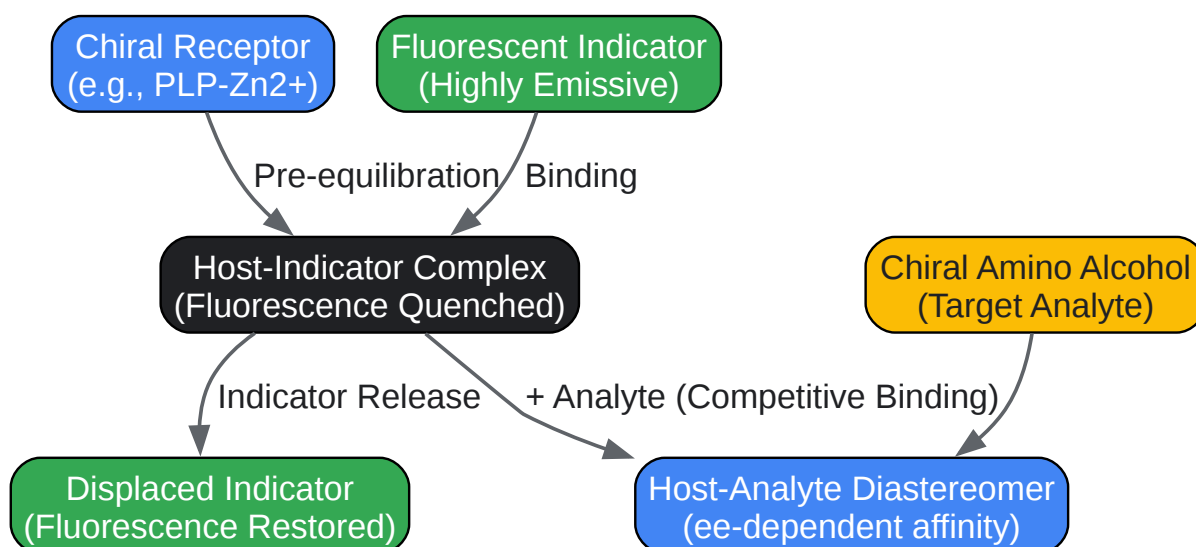 Chiral Receptor
(e.g., PLP-Zn2+)
Fluorescent Indicator
(Highly Emissive)
Pre-equilibration
Binding
Host-Indicator Complex
(Fluorescence Quenched)
Chiral Amino Alcohol
(Target Analyte)
Indicator Release
+ Analyte (Competitive Binding)
Displaced Indicator
(Fluorescence Restored)
Host-Analyte Diastereomer
(ee-dependent affinity)